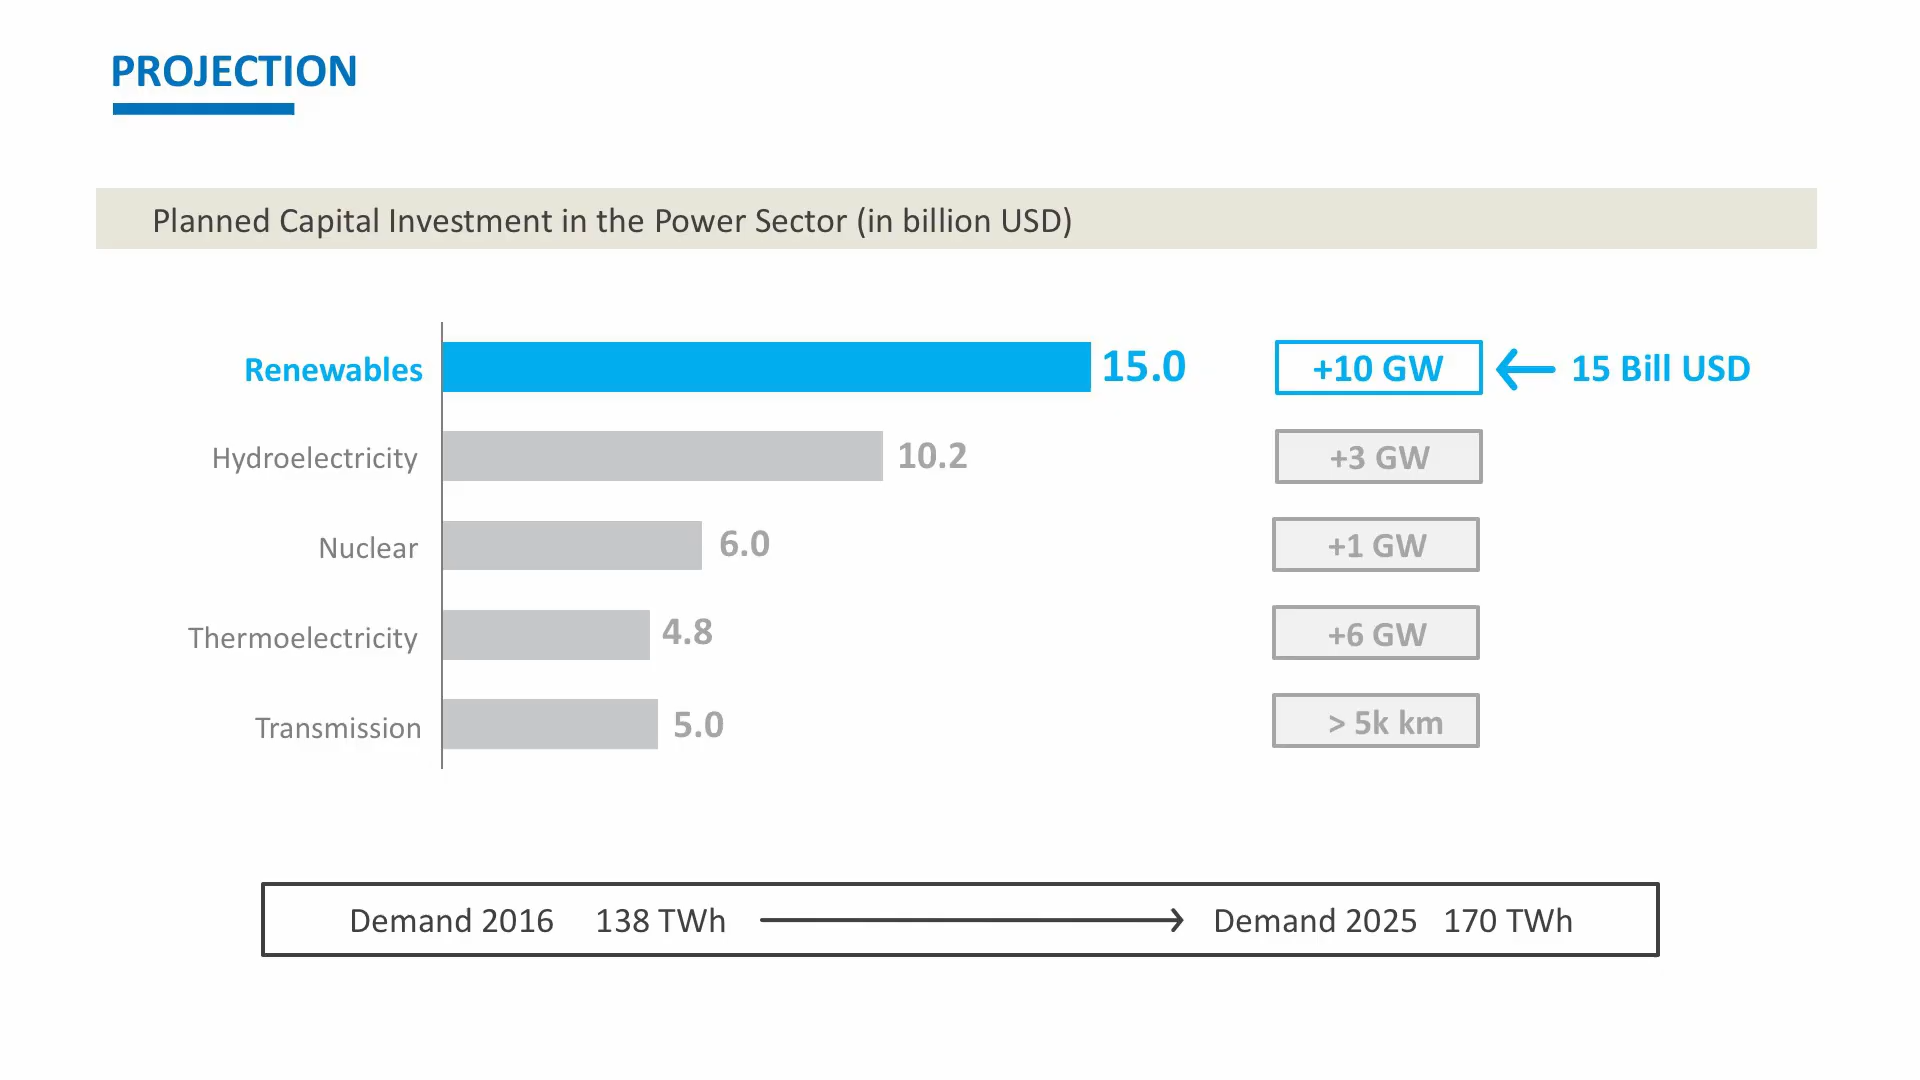 PROJECTION
Planned Capital Investment in the Power Sector (in billion USD)
Renewables 15.0 +10 GW 15 Bill USD
Hydroelectricity 10.2 +3 GW
Nuclear 6.0 +1 GW
Thermoelectricity 4.8 +6 GW
Transmission 5.0 > 5k km
Demand 2016 138 TWh Demand 2025 170 TWh